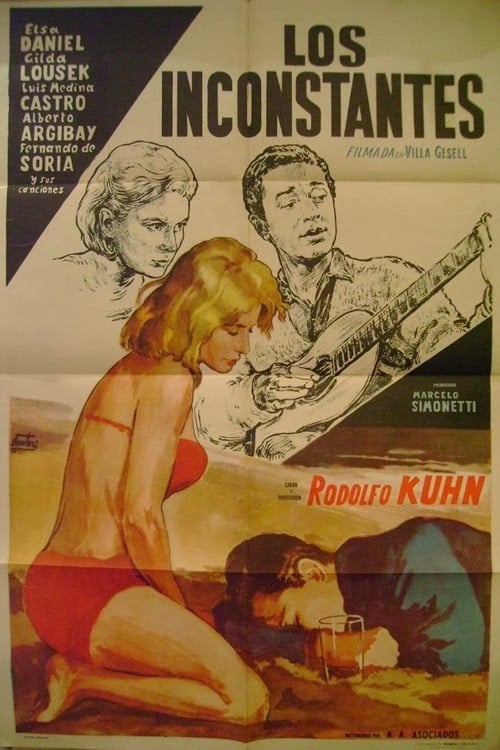 Elsa
DANIEL
Gilda
LOUSEK
Luis Medina
CASTRO
Alberto
ARGIBAY
Fernando de
SORIA
y sus
canciones
LOS
INCONSTANTES
FILMADA en VILLA GESELL
PRODUCCION
MARCELO
SIMONETTI
LIBRO
Y
DIRECCION
RODOLFO KUHN
DISTRIBUIDA POR A. A. ASOCIADOS